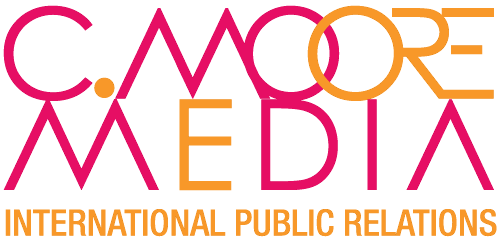 C.MOORE
MEDIA
INTERNATIONAL PUBLIC RELATIONS